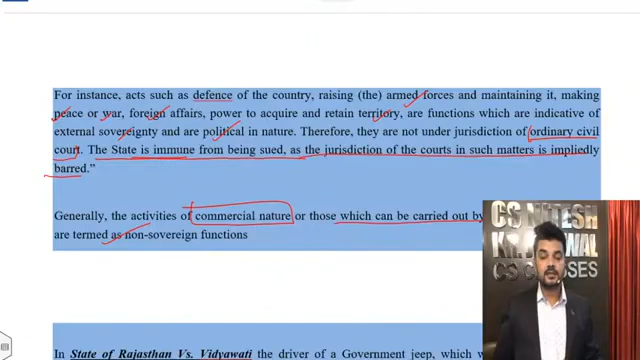 For instance, acts such as defence of the country, raising (the) armed forces and maintaining it, making
peace or war, foreign affairs, power to acquire and retain territory, are functions which are indicative of
external sovereignty and are political in nature. Therefore, they are not under jurisdiction of ordinary civil
court. The State is immune from being sued, as the jurisdiction of the courts in such matters is impliedly
barred.”
Generally, the activities of commercial nature or those which can be carried out by
are termed as non-sovereign functions
CS
CS CLASSES
In State of Rajasthan Vs. Vidyawati the driver of a Government jeep, which